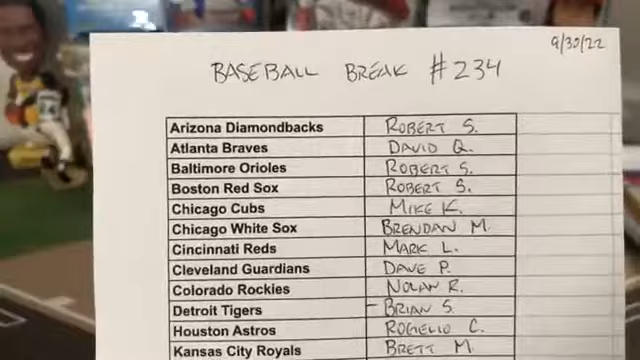 9/30/22
BASEBALL BREAK #234
Arizona Diamondbacks ROBERT S.
Atlanta Braves DAVID Q.
Baltimore Orioles ROBERT S.
Boston Red Sox ROBERT S.
Chicago Cubs MIKE K.
Chicago White Sox BRENDAN M.
Cincinnati Reds MARK L.
Cleveland Guardians DAVE P.
Colorado Rockies NOLAN R.
Detroit Tigers BRIAN S.
Houston Astros ROGELIO C.
Kansas City Royals BRETT M.